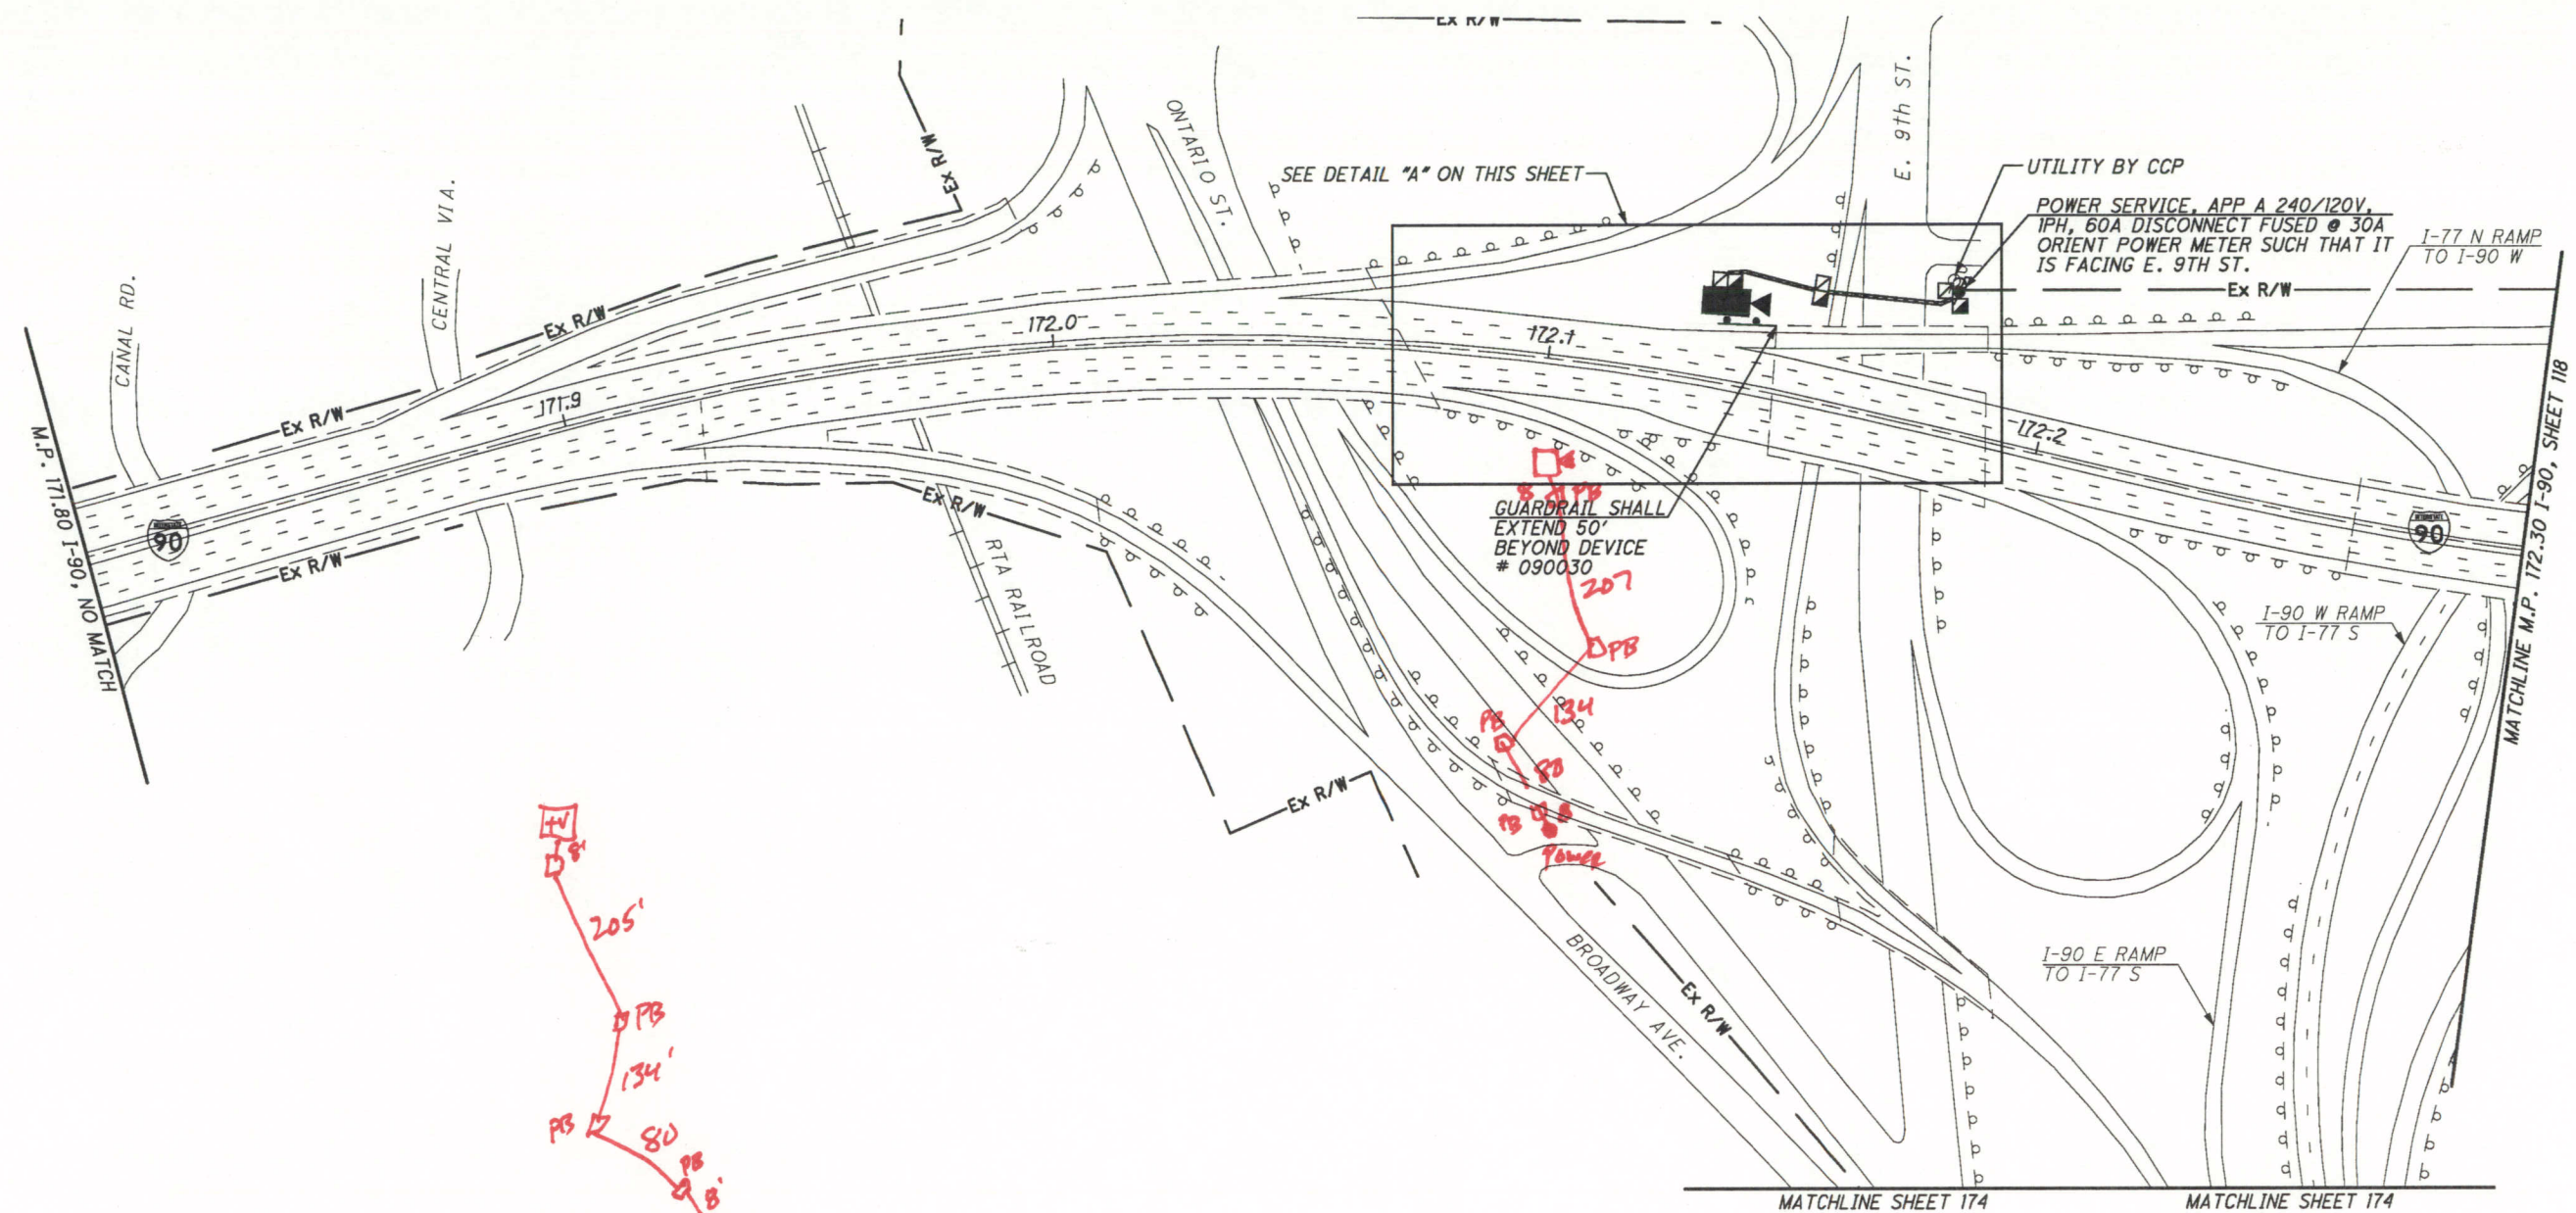 Ex R/W
Ex R/W
ONTARIO ST.
E. 9th ST.
SEE DETAIL "A" ON THIS SHEET
UTILITY BY CCP
POWER SERVICE, APP A 240/120V,
1PH, 60A DISCONNECT FUSED @ 30A
ORIENT POWER METER SUCH THAT IT
IS FACING E. 9TH ST.
I-77 N RAMP
TO I-90 W
Ex R/W
CENTRAL VIA.
CANAL RD.
Ex R/W
Ex R/W
171.9
172.0
172.1
172.2
M.P. 171.80 I-90, NO MATCH
90
Ex R/W
Ex R/W
RTA RAILROAD
GUARDRAIL SHALL
EXTEND 50'
BEYOND DEVICE
# 090030
8
PB
207
PB
134
PB
PB
8
Power
90
I-90 W RAMP
TO I-77 S
MATCHLINE M.P. 172.30 I-90, SHEET 118
Ex R/W
BROADWAY AVE.
Ex R/W
I-90 E RAMP
TO I-77 S
8'
205'
PB
134'
PB
80
PB
8'
MATCHLINE SHEET 174
MATCHLINE SHEET 174